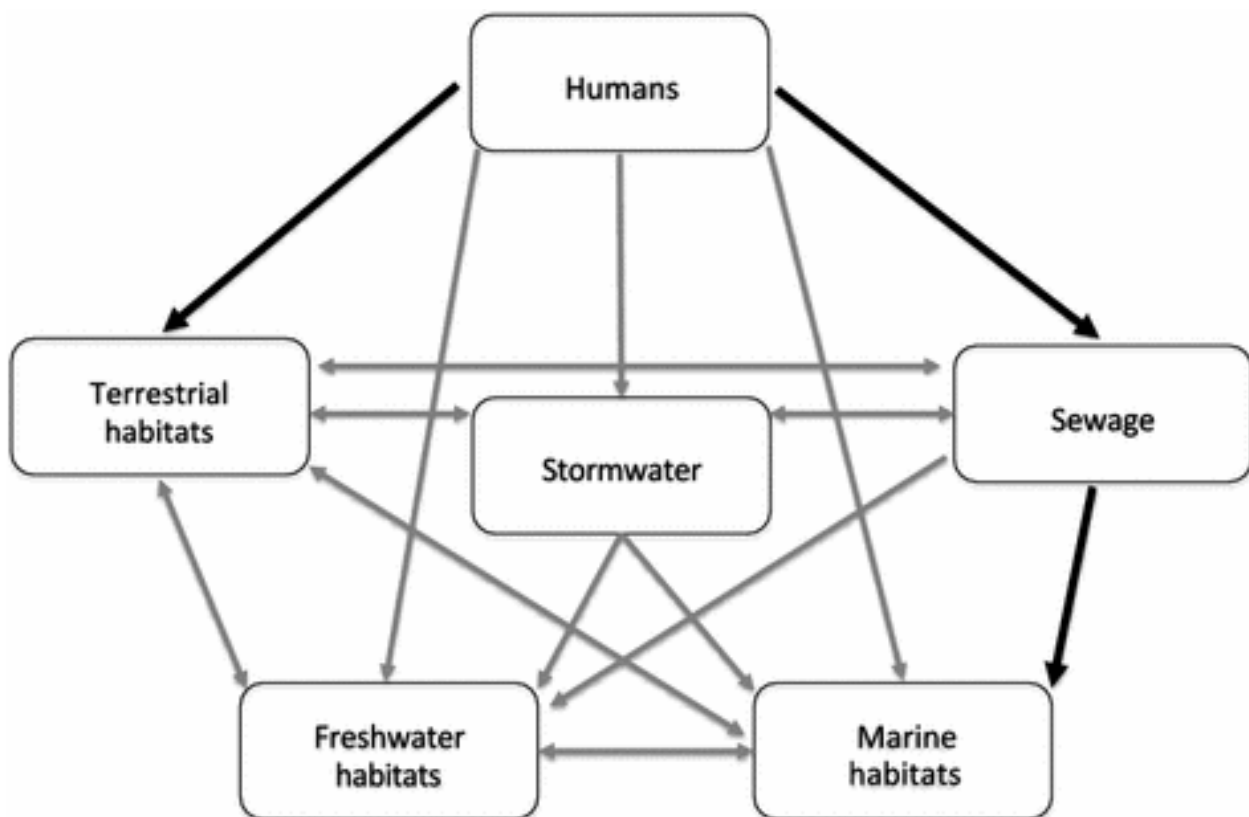 Humans
Terrestrial
habitats
Sewage
Stormwater
Freshwater
habitats
Marine
habitats